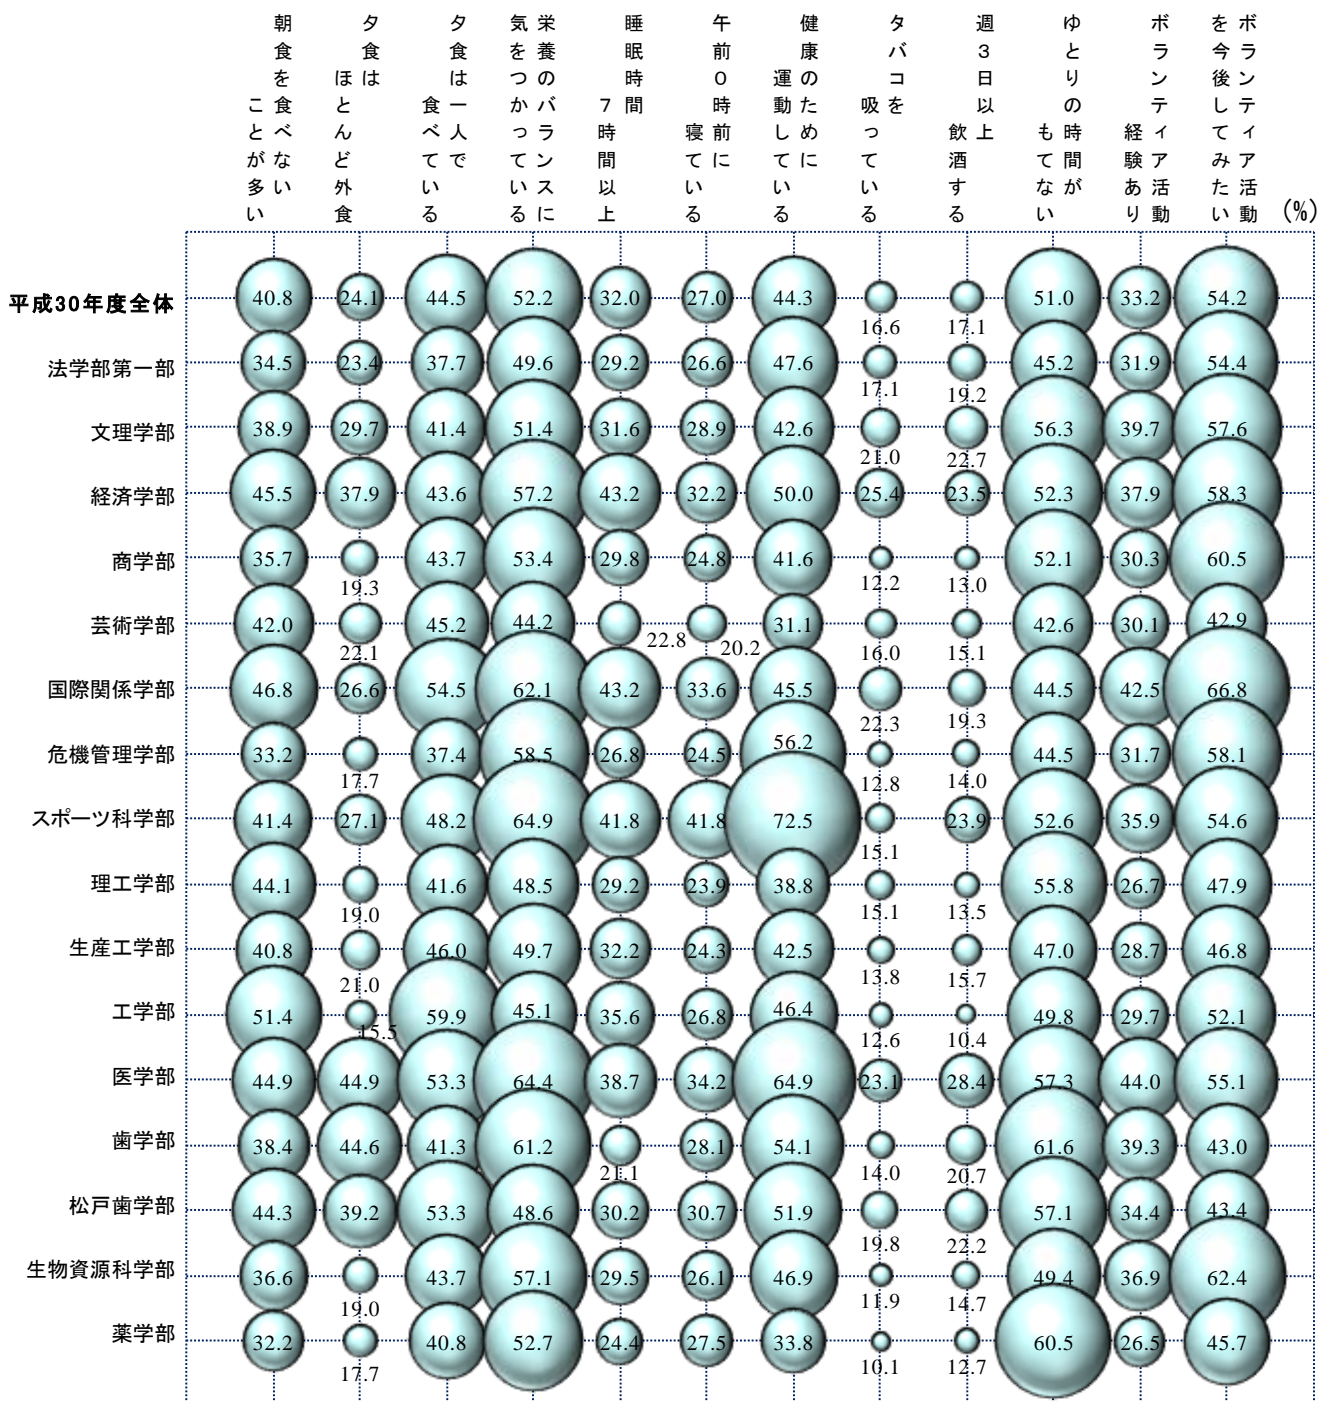 朝食を食べない
ことが多い
夕食は
ほとんど外食
夕食は一人で
食べている
栄養のバランスに
気をつかっている
睡眠時間
７時間以上
午前０時前に
寝ている
健康のために
運動している
タバコを
吸っている
週３日以上
飲酒する
ゆとりの時間が
もてない
ボランティア活動
経験あり
ボランティア活動
を今後してみたい
(%)
平成30年度全体 40.8 24.1 44.5 52.2 32.0 27.0 44.3 16.6 17.1 51.0 33.2 54.2
法学部第一部 34.5 23.4 37.7 49.6 29.2 26.6 47.6 17.1 19.2 45.2 31.9 54.4
文理学部 38.9 29.7 41.4 51.4 31.6 28.9 42.6 21.0 22.7 56.3 39.7 57.6
経済学部 45.5 37.9 43.6 57.2 43.2 32.2 50.0 25.4 23.5 52.3 37.9 58.3
商学部 35.7 19.3 43.7 53.4 29.8 24.8 41.6 12.2 13.0 52.1 30.3 60.5
芸術学部 42.0 22.1 45.2 44.2 22.8 20.2 31.1 16.0 15.1 42.6 30.1 42.9
国際関係学部 46.8 26.6 54.5 62.1 43.2 33.6 45.5 22.3 19.3 44.5 42.5 66.8
危機管理学部 33.2 17.7 37.4 58.5 26.8 24.5 56.2 12.8 14.0 44.5 31.7 58.1
スポーツ科学部 41.4 27.1 48.2 64.9 41.8 41.8 72.5 15.1 23.9 52.6 35.9 54.6
理工学部 44.1 19.0 41.6 48.5 29.2 23.9 38.8 15.1 13.5 55.8 26.7 47.9
生産工学部 40.8 21.0 46.0 49.7 32.2 24.3 42.5 13.8 15.7 47.0 28.7 46.8
工学部 51.4 15.5 59.9 45.1 35.6 26.8 46.4 12.6 10.4 49.8 29.7 52.1
医学部 44.9 44.9 53.3 64.4 38.7 34.2 64.9 23.1 28.4 57.3 44.0 55.1
歯学部 38.4 44.6 41.3 61.2 21.1 28.1 54.1 14.0 20.7 61.6 39.3 43.0
松戸歯学部 44.3 39.2 53.3 48.6 30.2 30.7 51.9 19.8 22.2 57.1 34.4 43.4
生物資源科学部 36.6 19.0 43.7 57.1 29.5 26.1 46.9 11.9 14.7 49.4 36.9 62.4
薬学部 32.2 17.7 40.8 52.7 24.4 27.5 33.8 10.1 12.7 60.5 26.5 45.7